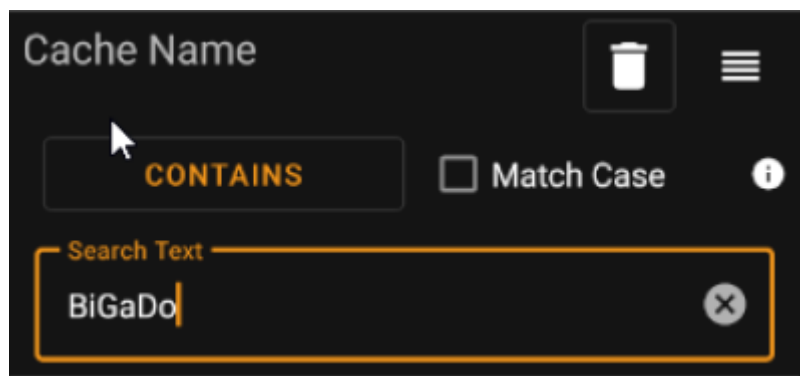 Cache Name
CONTAINS
Match Case
Search Text
BiGaDo